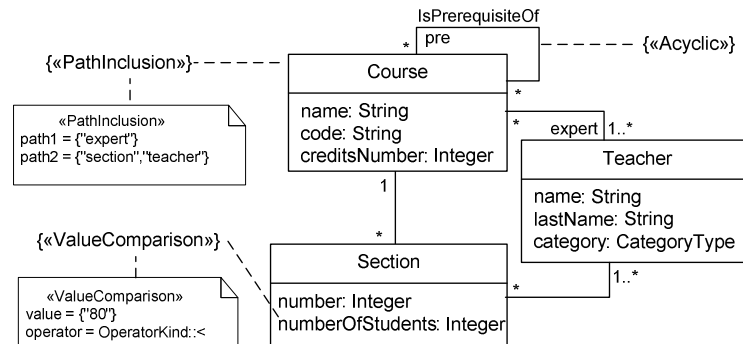 IsPrerequisiteOf
* pre
{«Acyclic»}
{«PathInclusion»}
Course
name: String
code: String
creditsNumber: Integer
*
*
expert 1..*
«PathInclusion»
path1 = {"expert"}
path2 = {"section","teacher"}
Teacher
name: String
lastName: String
category: CategoryType
1
*
1..*
*
{«ValueComparison»}
Section
number: Integer
numberOfStudents: Integer
«ValueComparison»
value = {"80"}
operator = OperatorKind::<